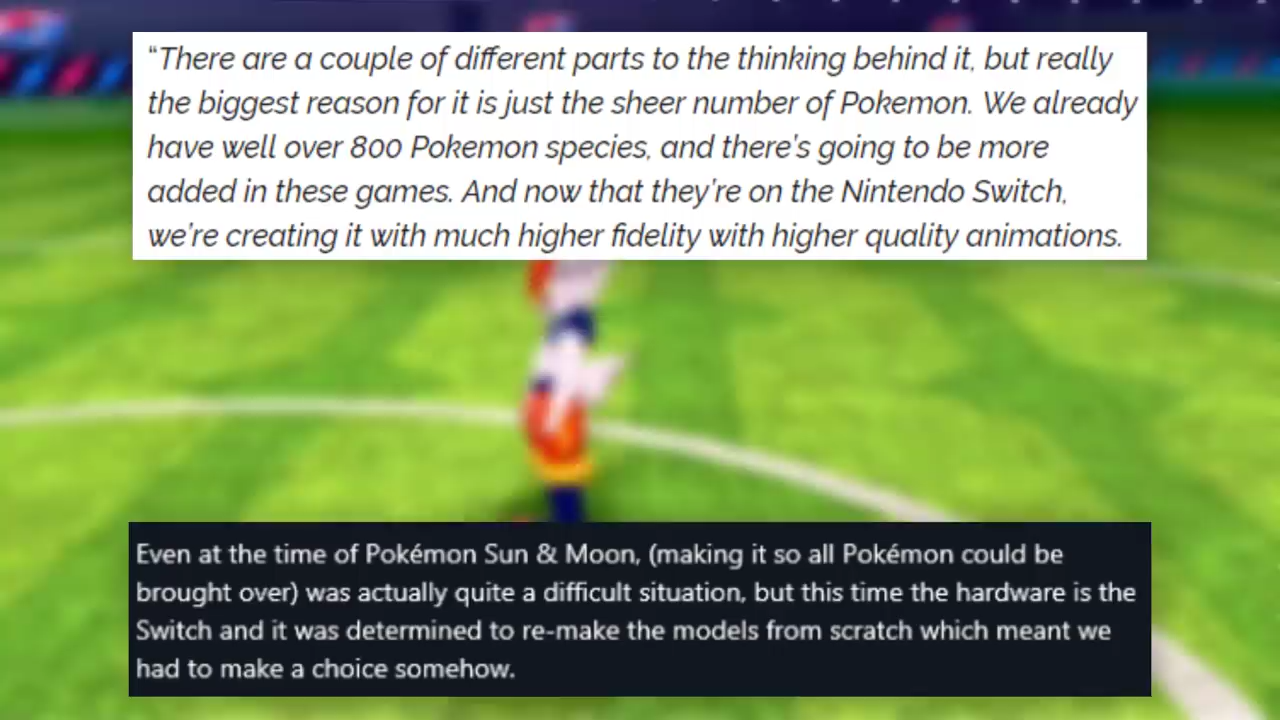 “There are a couple of different parts to the thinking behind it, but really
the biggest reason for it is just the sheer number of Pokemon. We already
have well over 800 Pokemon species, and there’s going to be more
added in these games. And now that they’re on the Nintendo Switch,
we’re creating it with much higher fidelity with higher quality animations.
Even at the time of Pokémon Sun & Moon, (making it so all Pokémon could be
brought over) was actually quite a difficult situation, but this time the hardware is the
Switch and it was determined to re-make the models from scratch which meant we
had to make a choice somehow.